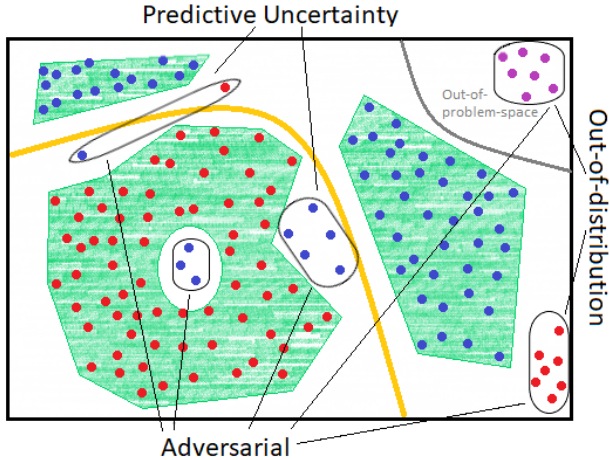 Predictive Uncertainty
Out-of-
problem-space
Out-of-distribution
Adversarial